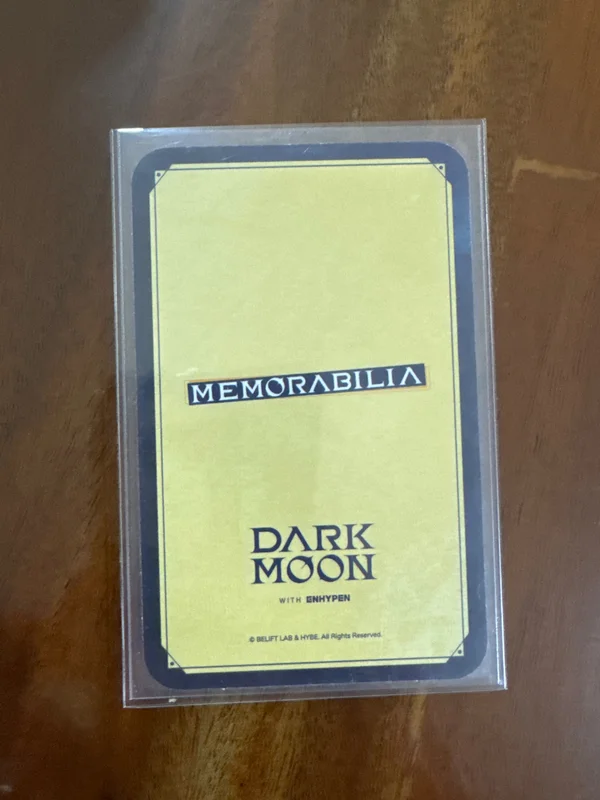 MEMORABILIA
DARK
MOON
WITH ENHYPEN
© BELIFT LAB & HYBE. All Rights Reserved.